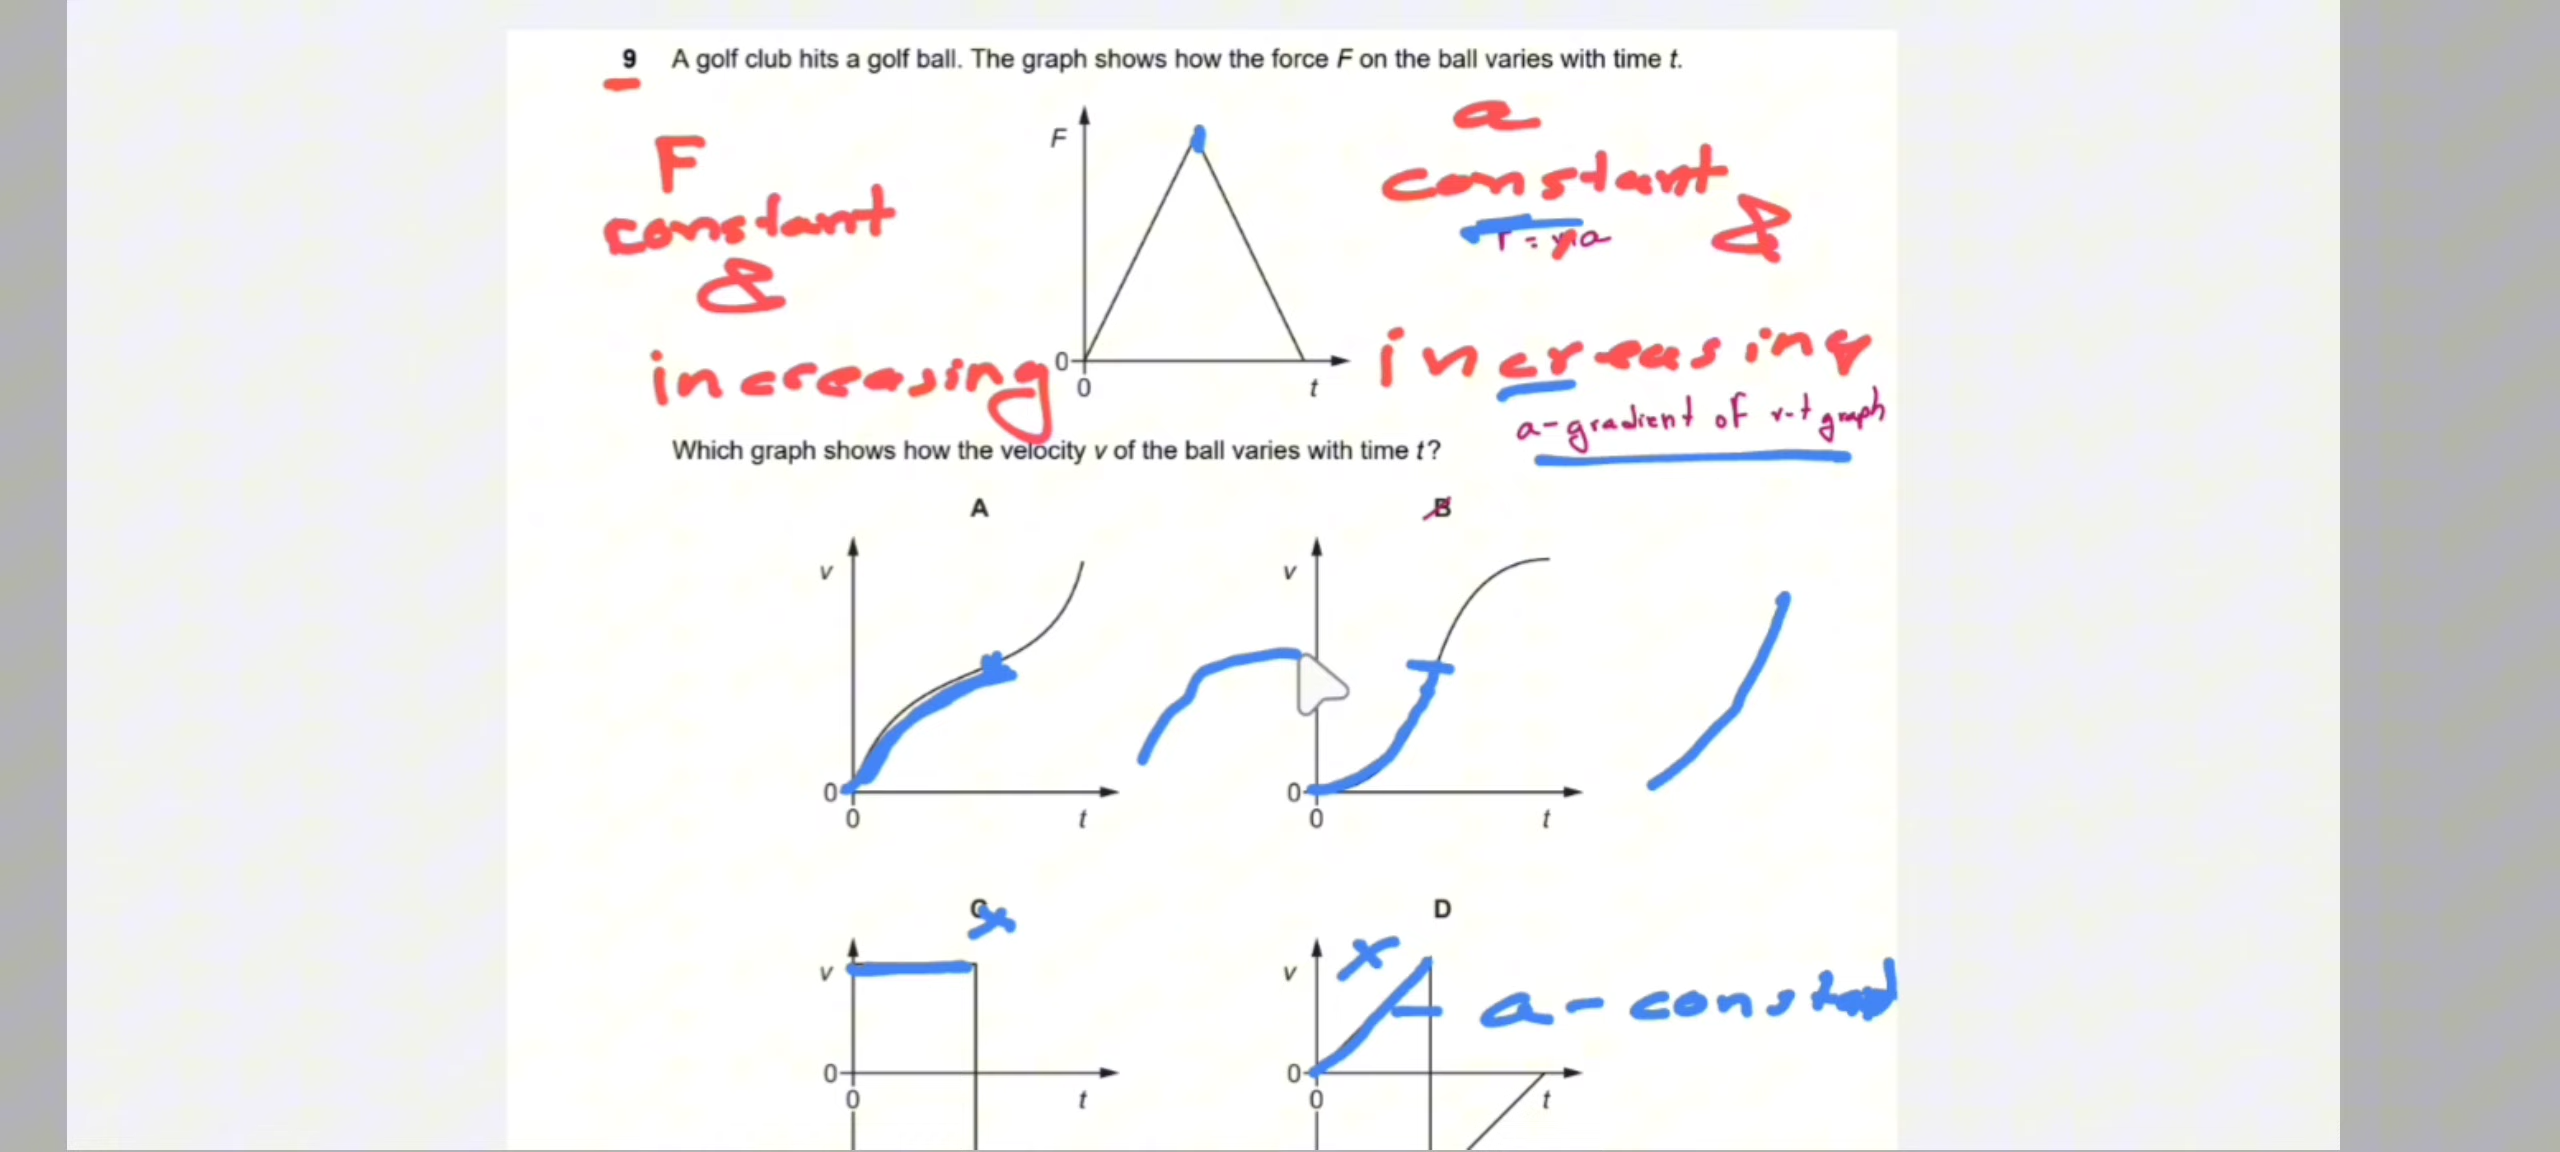 9 A golf club hits a golf ball. The graph shows how the force F on the ball varies with time t.
F
F
constant
&
increasing
0
0
t
a
constant
&
increasing
a-gradient of v-t graph
Which graph shows how the velocity v of the ball varies with time t?
A
B
v
v
0
0
0
t
0
t
C
D
v
v
a - constant
0
0
0
t
0
t